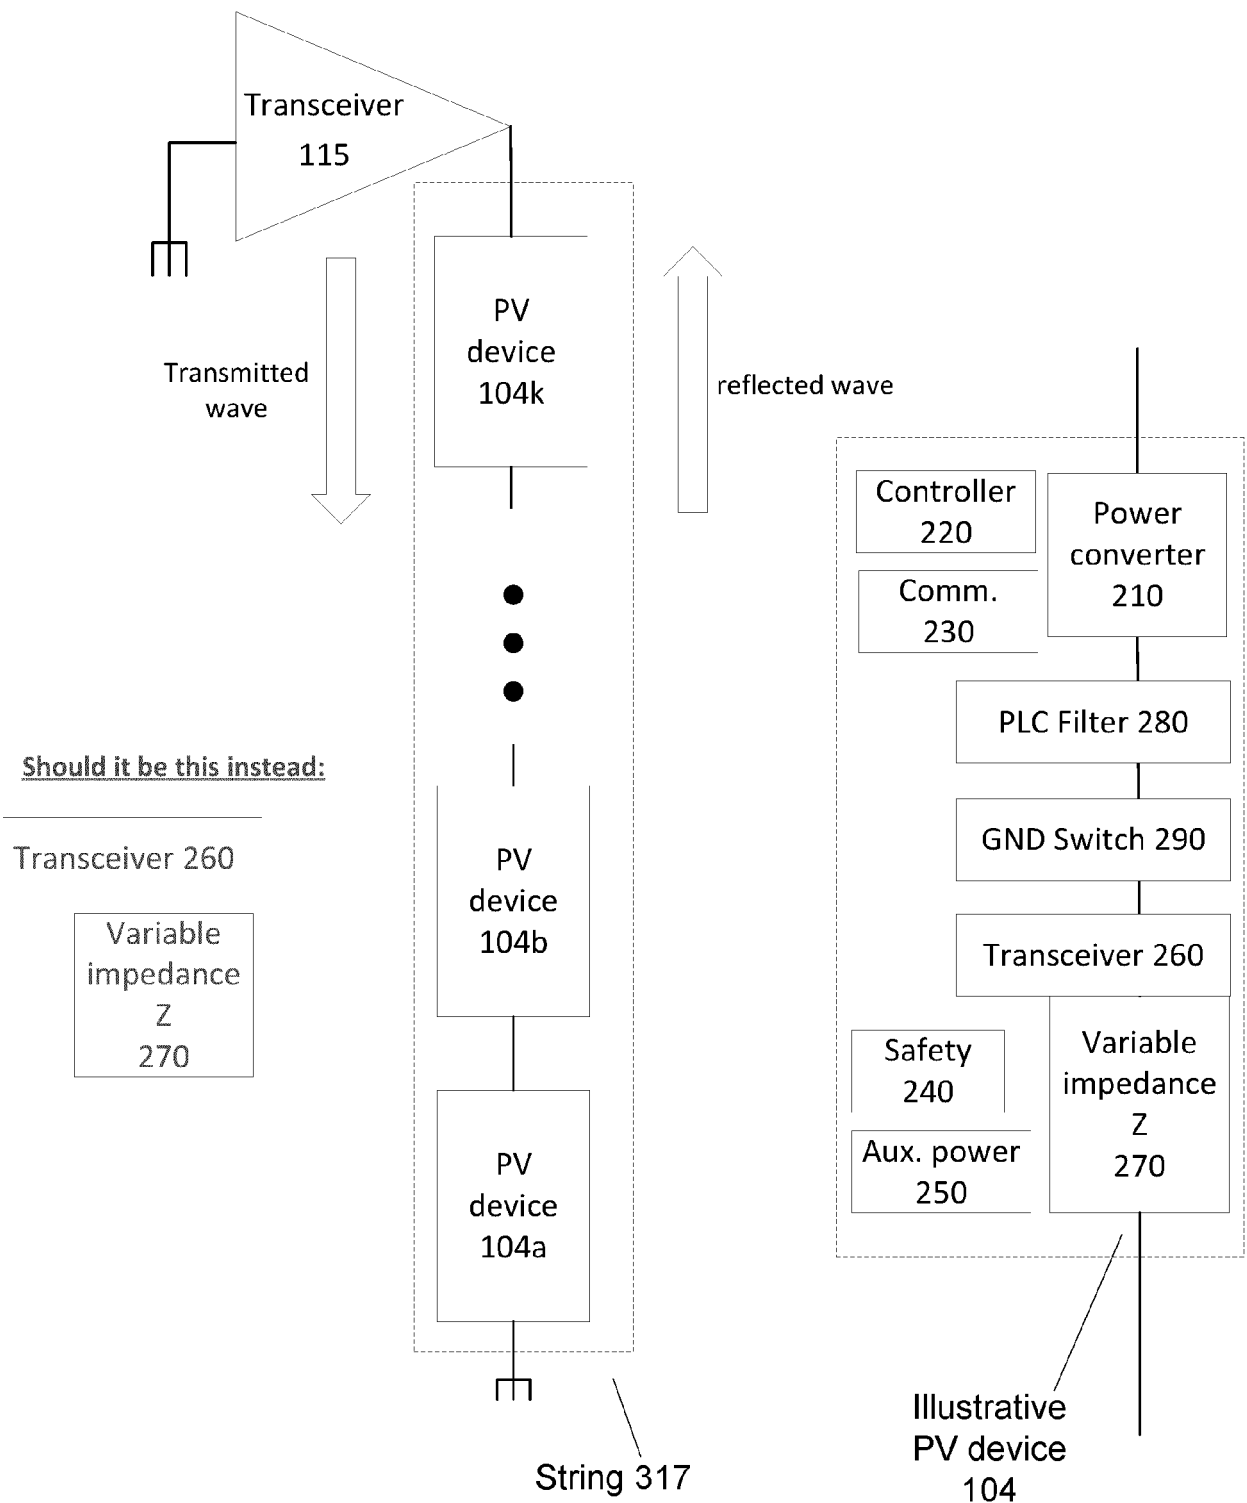 Transceiver
115
PV
device
104k
Transmitted
wave
reflected wave
Controller
220
Power
converter
210
Comm.
230
PLC Filter 280
Should it be this instead:
GND Switch 290
Transceiver 260
PV
device
104b
Variable
impedance
Z
270
Transceiver 260
Safety
240
Variable
impedance
Z
270
Aux. power
250
PV
device
104a
Illustrative
PV device
104
String 317